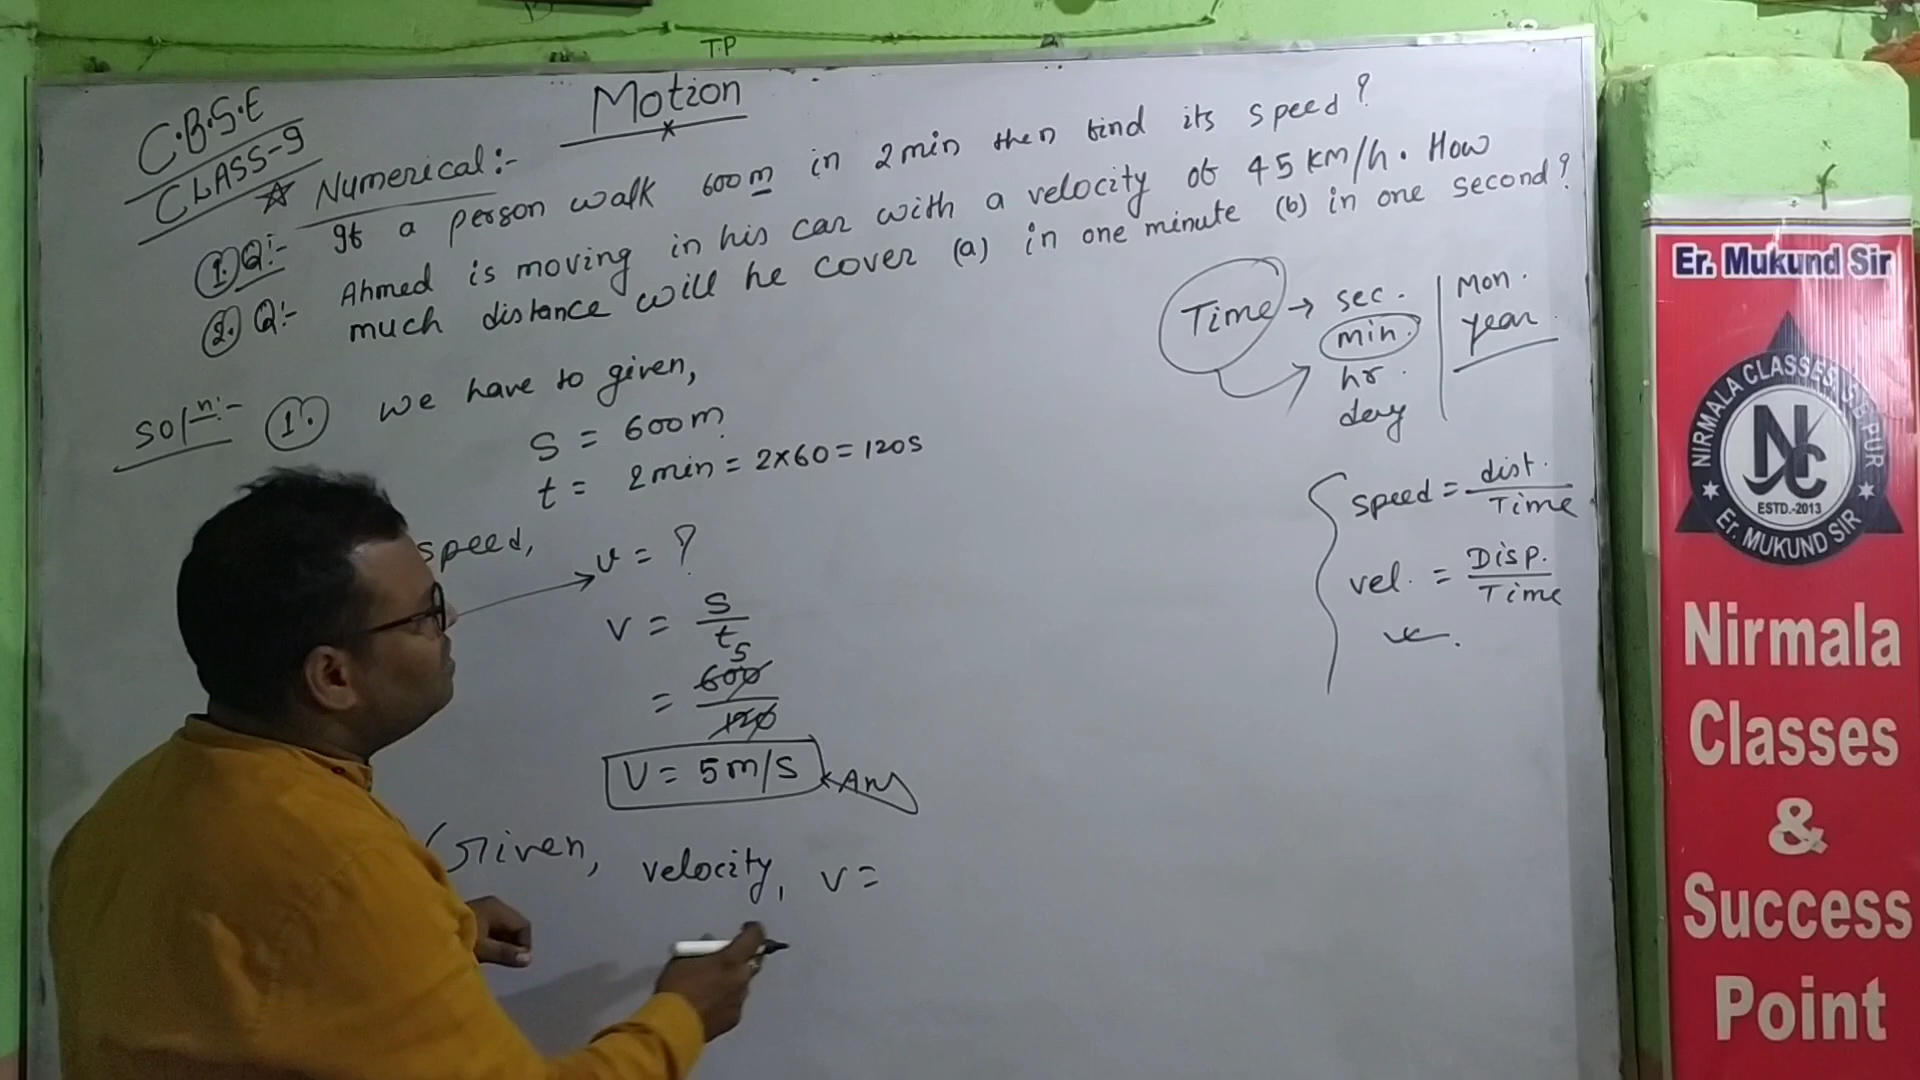 T.P
C.B.S.E
CLASS-9
Motion
Numerical:-
1. Q:- If a person walk 600m in 2min then find its speed?
2. Q:- Ahmed is moving in his car with a velocity of 45 KM/h. How
much distance will he cover (a) in one minute (b) in one second?
Time → sec.
min.
hr.
day
Mon.
year
Solⁿ:- 1. we have to given,
S = 600m
t = 2min = 2×60 = 120s
speed, v = ?
v = s/t
5
= 600/120
V = 5m/s Ans
Given, velocity, v =
speed = dist./Time
vel. = Disp./Time
Er. Mukund Sir
NIRMALA CLASSES, S.B.PUR
NC
ESTD.-2013
Er. MUKUND SIR
Nirmala
Classes
&
Success
Point